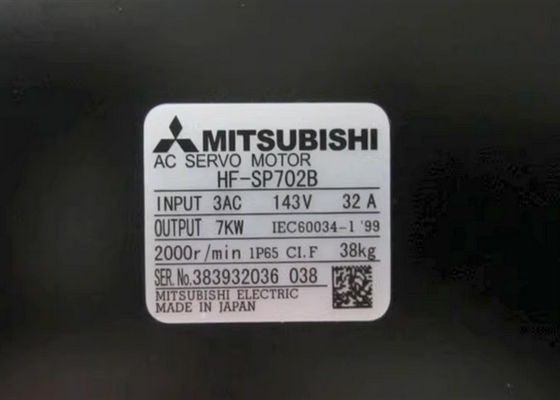 MITSUBISHI
AC SERVO MOTOR
HF-SP702B
INPUT 3AC 143V 32 A
OUTPUT 7KW IEC60034-1 '99
2000r/min IP65 CI.F 38kg
SER.No.383932036 038
MITSUBISHI ELECTRIC
MADE IN JAPAN